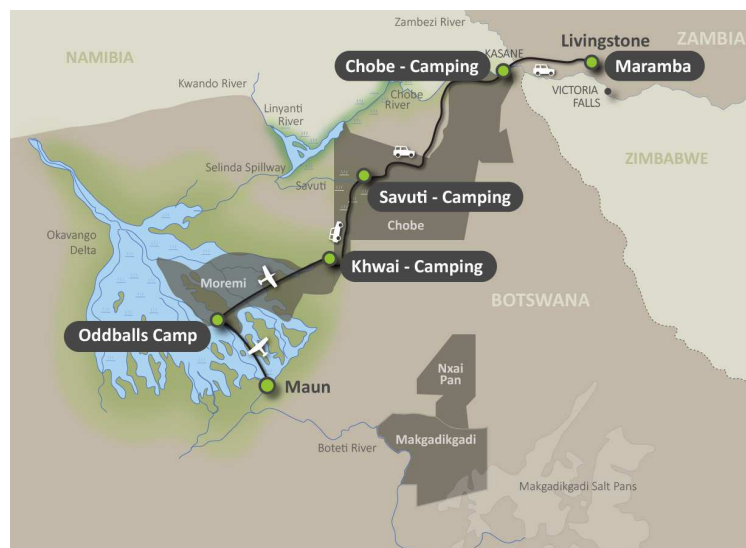 Zambezi River
NAMIBIA
Livingstone
ZAMBIA
KASANE
Chobe - Camping
Maramba
Kwando River
Chobe
River
VICTORIA
FALLS
Linyanti
River
ZIMBABWE
Selinda Spillway
Savuti
Savuti - Camping
Chobe
Okavango
Delta
Khwai - Camping
Moremi
BOTSWANA
Oddballs Camp
Nxai
Pan
Maun
Makgadikgadi
Boteti River
Makgadikgadi Salt Pans